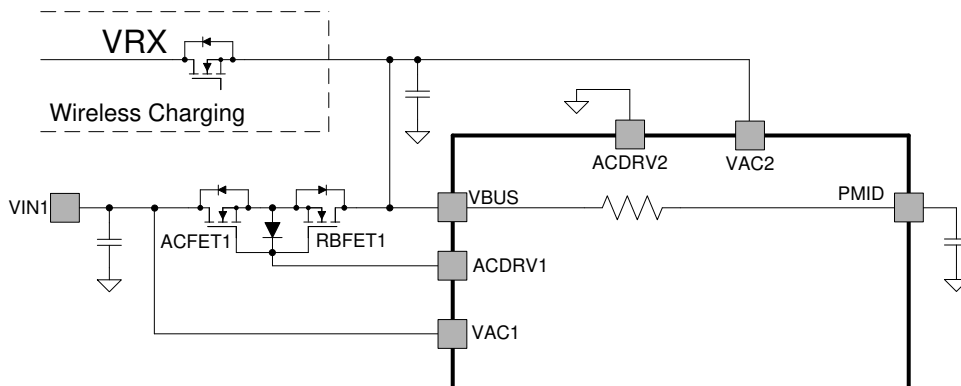 VRX
Wireless Charging
ACDRV2
VAC2
VIN1
ACFET1
RBFET1
VBUS
PMID
ACDRV1
VAC1